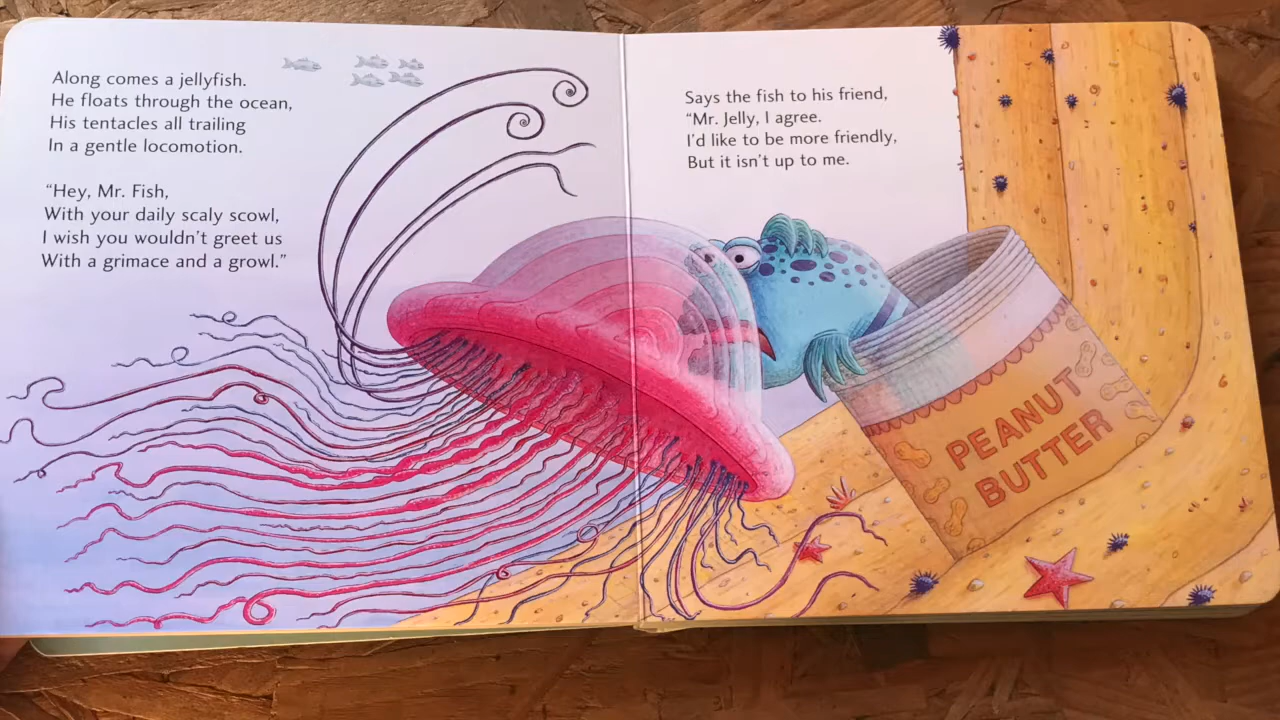 Along comes a jellyfish.
He floats through the ocean,
His tentacles all trailing
In a gentle locomotion.
“Hey, Mr. Fish,
With your daily scaly scowl,
I wish you wouldn’t greet us
With a grimace and a growl.”
Says the fish to his friend,
“Mr. Jelly, I agree.
I’d like to be more friendly,
But it isn’t up to me.
PEANUT
BUTTER